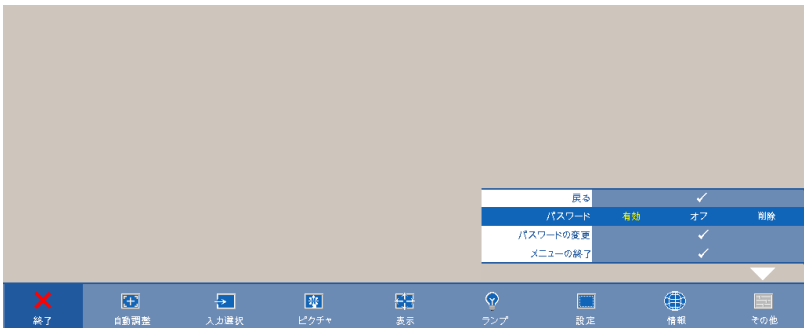 戻る
パスワード 有効 オフ 削除
パスワードの変更
メニューの終了
終了 自動調整 入力選択 ピクチャ 表示 ランプ 設定 情報 その他